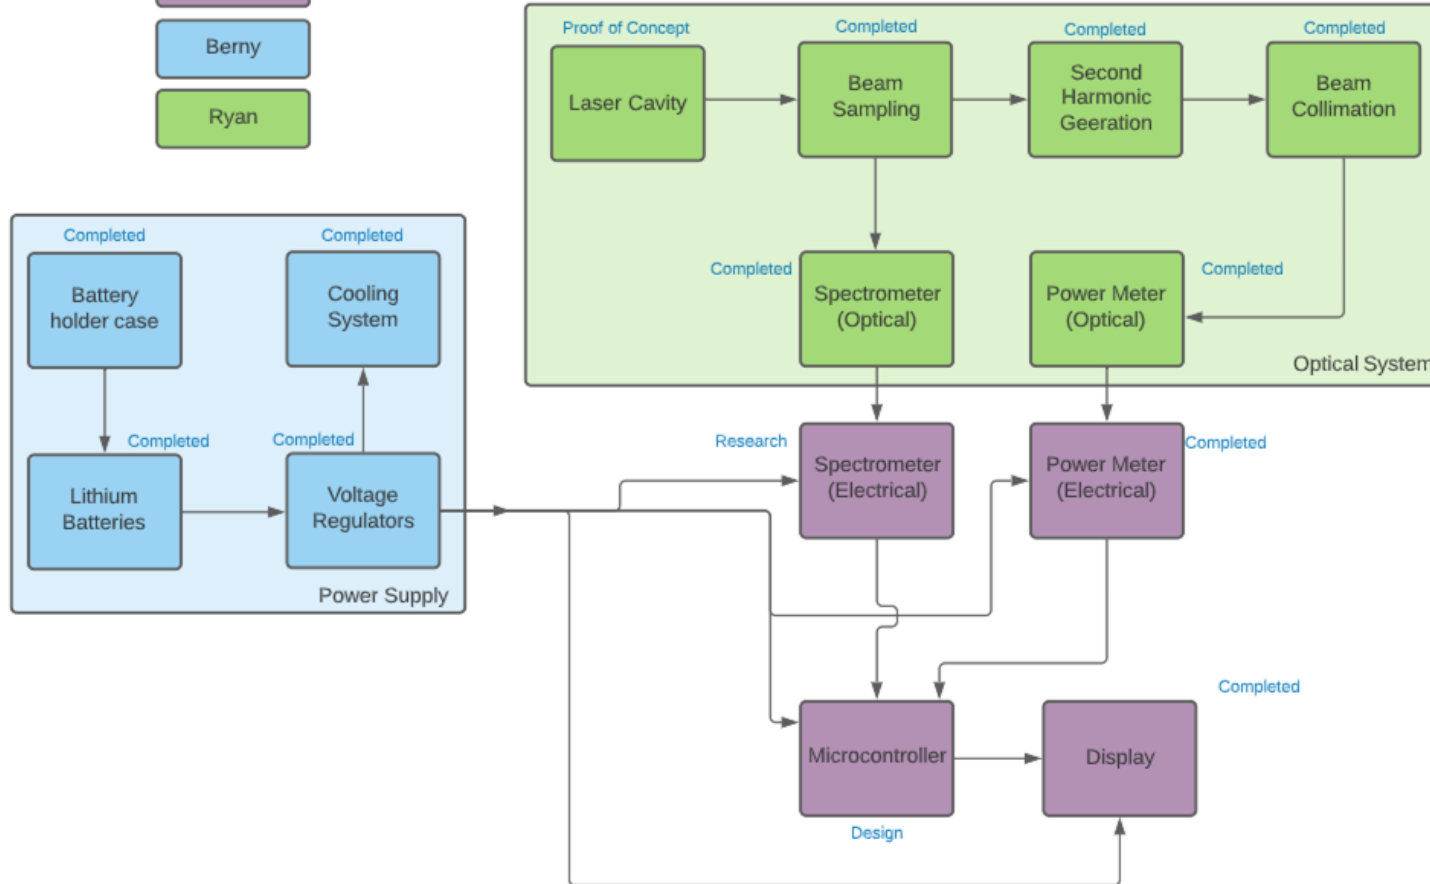 Berny
Ryan
Proof of Concept
Completed
Completed
Completed
Laser Cavity
Beam
Sampling
Second
Harmonic
Geeration
Beam
Collimation
Completed
Completed
Spectrometer
(Optical)
Power Meter
(Optical)
Optical System
Completed
Completed
Battery
holder case
Cooling
System
Completed
Completed
Lithium
Batteries
Voltage
Regulators
Power Supply
Research
Completed
Spectrometer
(Electrical)
Power Meter
(Electrical)
Completed
Microcontroller
Display
Design